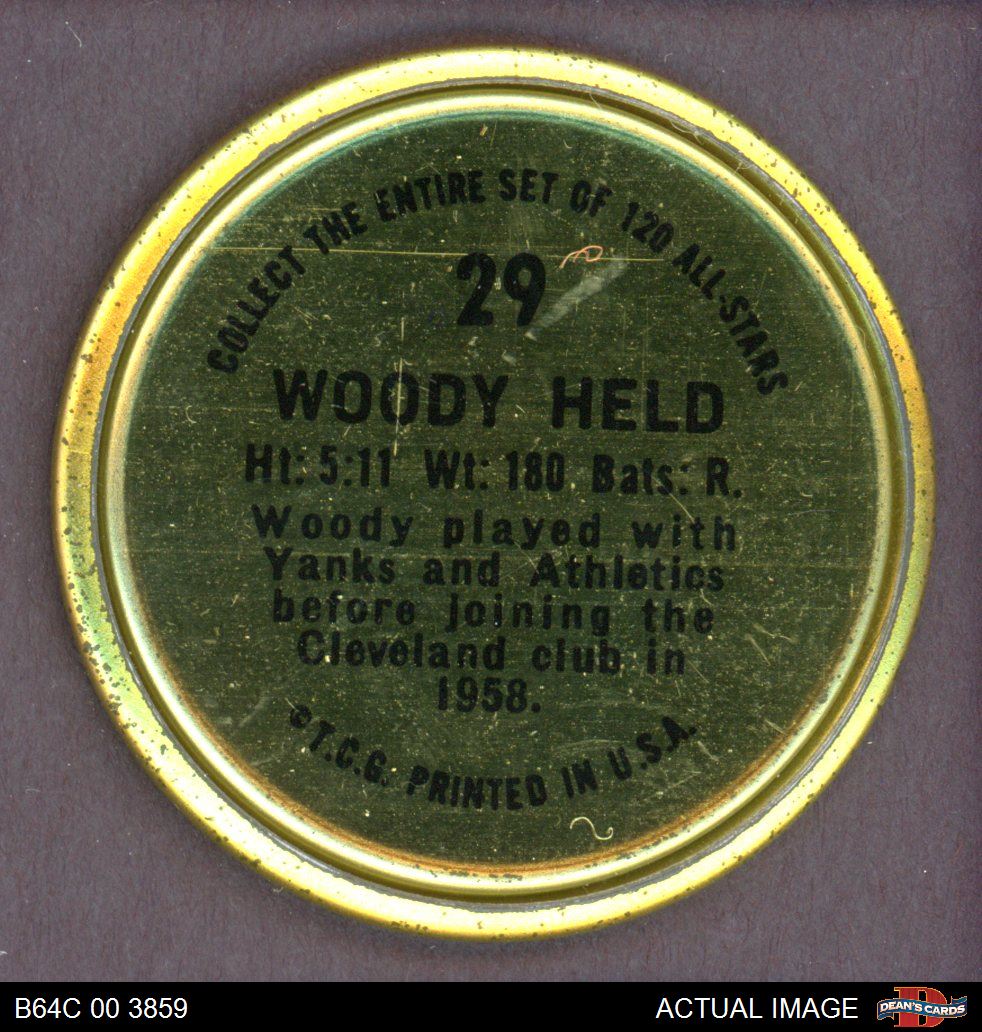 COLLECT THE ENTIRE SET OF 120 ALL-STARS
29
WOODY HELD
Ht: 5:11 Wt: 180 Bats: R.
Woody played with
Yanks and Athletics
before joining the
Cleveland club in
1958.
©T.C.G. PRINTED IN U.S.A.
B64C 00 3859
ACTUAL IMAGE
DEAN'S CARDS